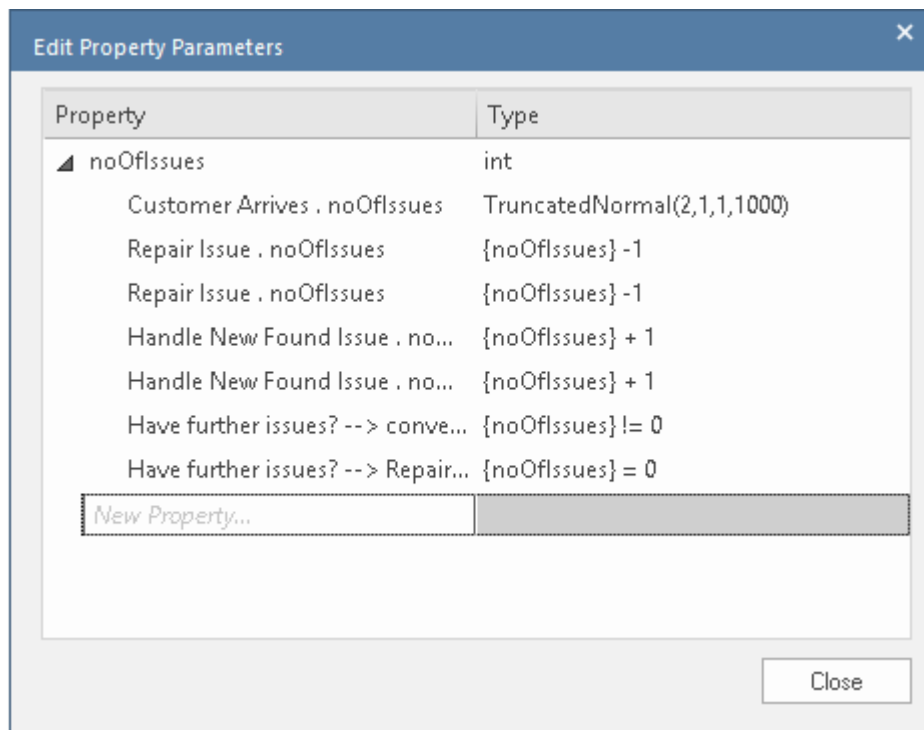 Edit Property Parameters
Property Type
noOfIssues int
Customer Arrives . noOfIssues TruncatedNormal(2,1,1,1000)
Repair Issue . noOfIssues {noOfIssues} -1
Repair Issue . noOfIssues {noOfIssues} -1
Handle New Found Issue . no... {noOfIssues} + 1
Handle New Found Issue . no... {noOfIssues} + 1
Have further issues? --> conve... {noOfIssues} != 0
Have further issues? --> Repair... {noOfIssues} = 0
New Property...
Close